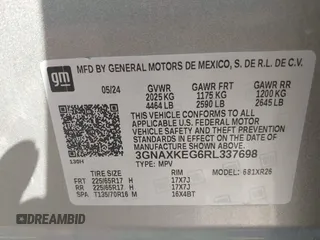 gm
MFD BY GENERAL MOTORS DE MEXICO, S. DE R.L. DE C.V.
05/24 GVWR GAWR FRT GAWR RR
2025 KG 1175 KG 1200 KG
4464 LB 2590 LB 2645 LB
THIS VEHICLE CONFORMS TO ALL
APPLICABLE U.S. FEDERAL MOTOR
VEHICLE SAFETY STANDARDS IN
EFFECT ON THE DATE OF
MANUFACTURE SHOWN ABOVE.
3GNAXKEG6RL337698
TYPE: MPV MODEL: 681XR26
TIRE SIZE RIM
FRT 225/65R17 H 17X7J
RR 225/65R17 H 17X7J
SPA T135/70R16 M 16X4BT
DREAMBID